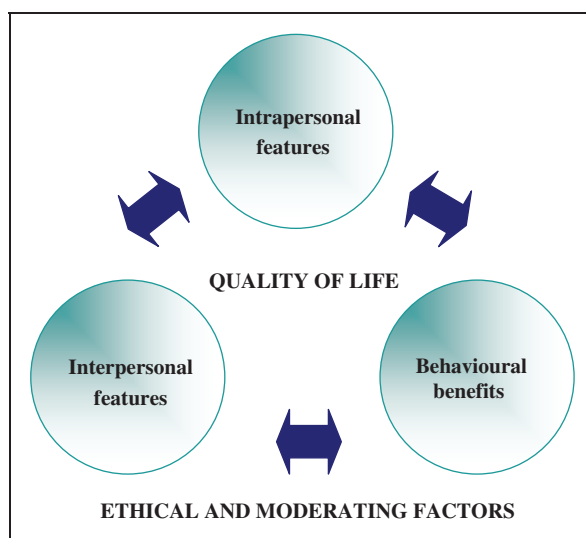 Intrapersonal
features
QUALITY OF LIFE
Interpersonal
features
Behavioural
benefits
ETHICAL AND MODERATING FACTORS